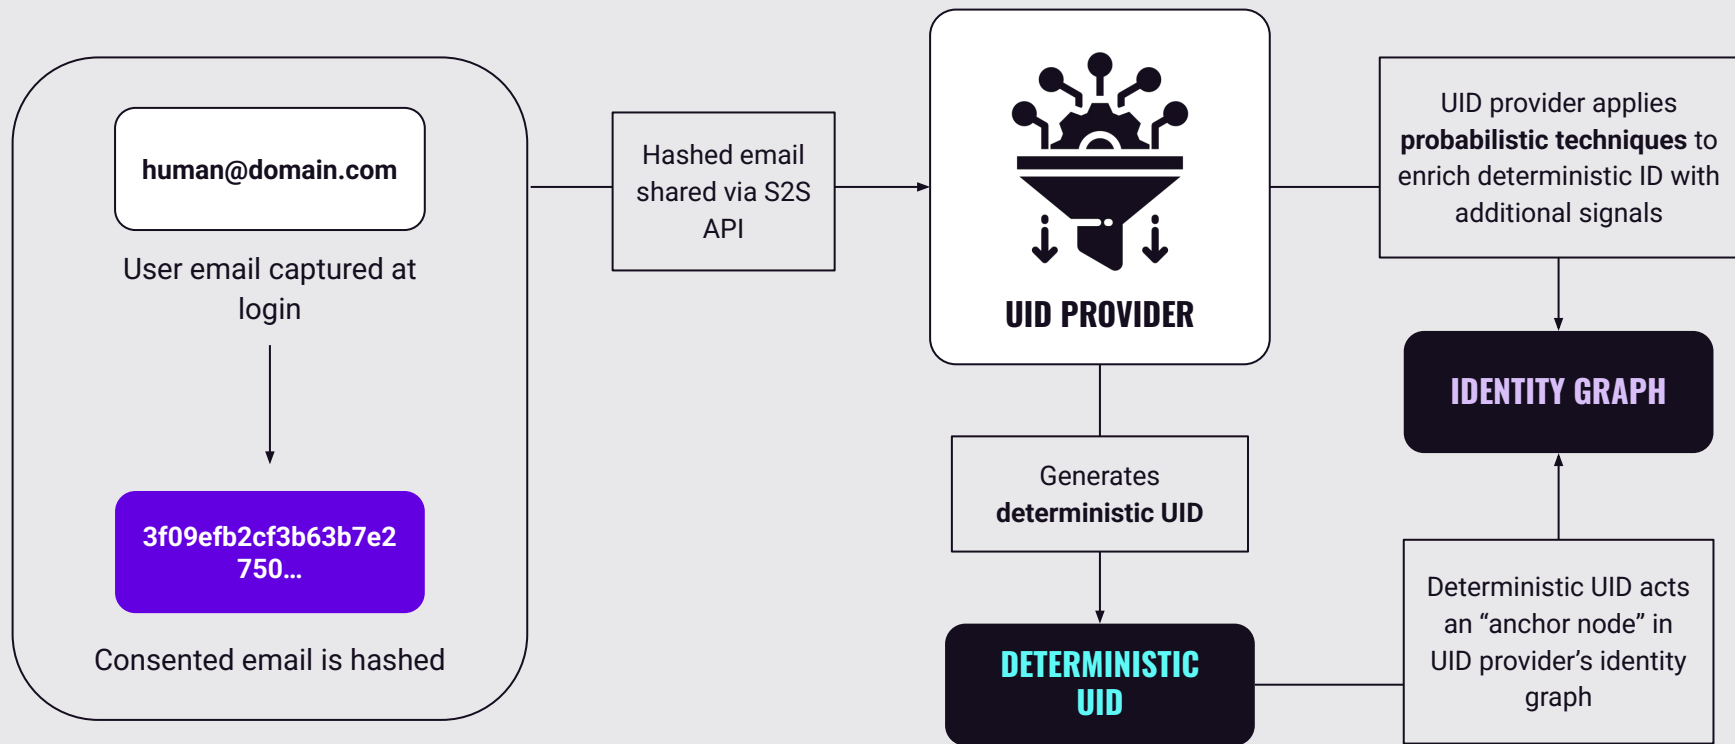 human@domain.com
User email captured at
login
3f09efb2cf3b63b7e2
750...
Consented email is hashed
Hashed email
shared via S2S
API
UID PROVIDER
Generates
deterministic UID
DETERMINISTIC
UID
UID provider applies
probabilistic techniques to
enrich deterministic ID with
additional signals
IDENTITY GRAPH
Deterministic UID acts
an “anchor node” in
UID provider’s identity
graph